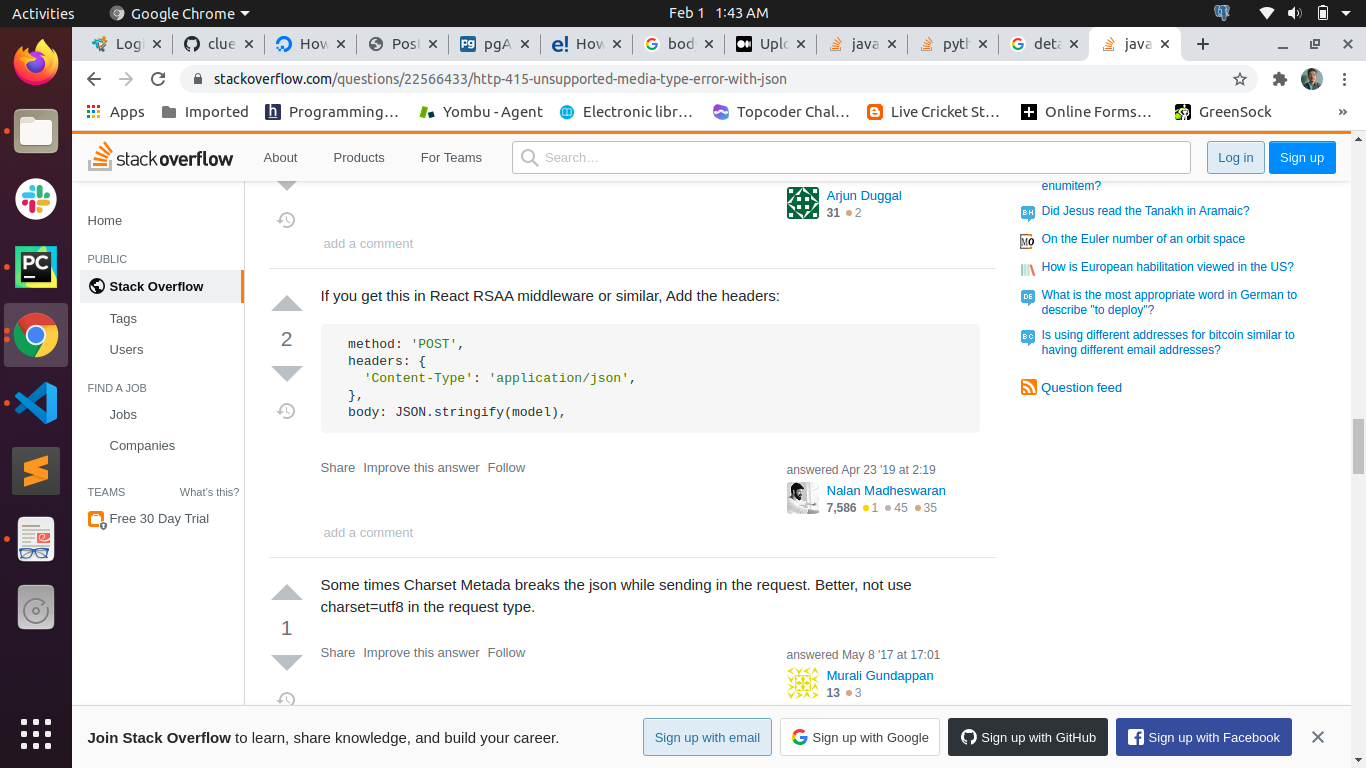 Activities
Google Chrome
Feb 1 1:43 AM
Logi
clue
How
Post
pgA
How
bod
Uplo
java
pyth
deta
java
stackoverflow.com/questions/22566433/http-415-unsupported-media-type-error-with-json
Apps
Imported
Programming…
Yombu - Agent
Electronic libr…
Topcoder Chal…
Live Cricket St…
Online Forms…
GreenSock
»
stackoverflow
About
Products
For Teams
Search…
Log in
Sign up
Home
PUBLIC
Stack Overflow
Tags
Users
FIND A JOB
Jobs
Companies
TEAMS
What's this?
Free 30 Day Trial
Arjun Duggal
31 2
add a comment
If you get this in React RSAA middleware or similar, Add the headers:
2
method: 'POST',
headers: {
'Content-Type': 'application/json',
},
body: JSON.stringify(model),
Share Improve this answer Follow
answered Apr 23 '19 at 2:19
Nalan Madheswaran
7,586 1 45 35
add a comment
Some times Charset Metada breaks the json while sending in the request. Better, not use
charset=utf8 in the request type.
1
Share Improve this answer Follow
answered May 8 '17 at 17:01
Murali Gundappan
13 3
enumitem?
Did Jesus read the Tanakh in Aramaic?
On the Euler number of an orbit space
How is European habilitation viewed in the US?
What is the most appropriate word in German to
describe "to deploy"?
Is using different addresses for bitcoin similar to
having different email addresses?
Question feed
Join Stack Overflow to learn, share knowledge, and build your career.
Sign up with email
Sign up with Google
Sign up with GitHub
Sign up with Facebook